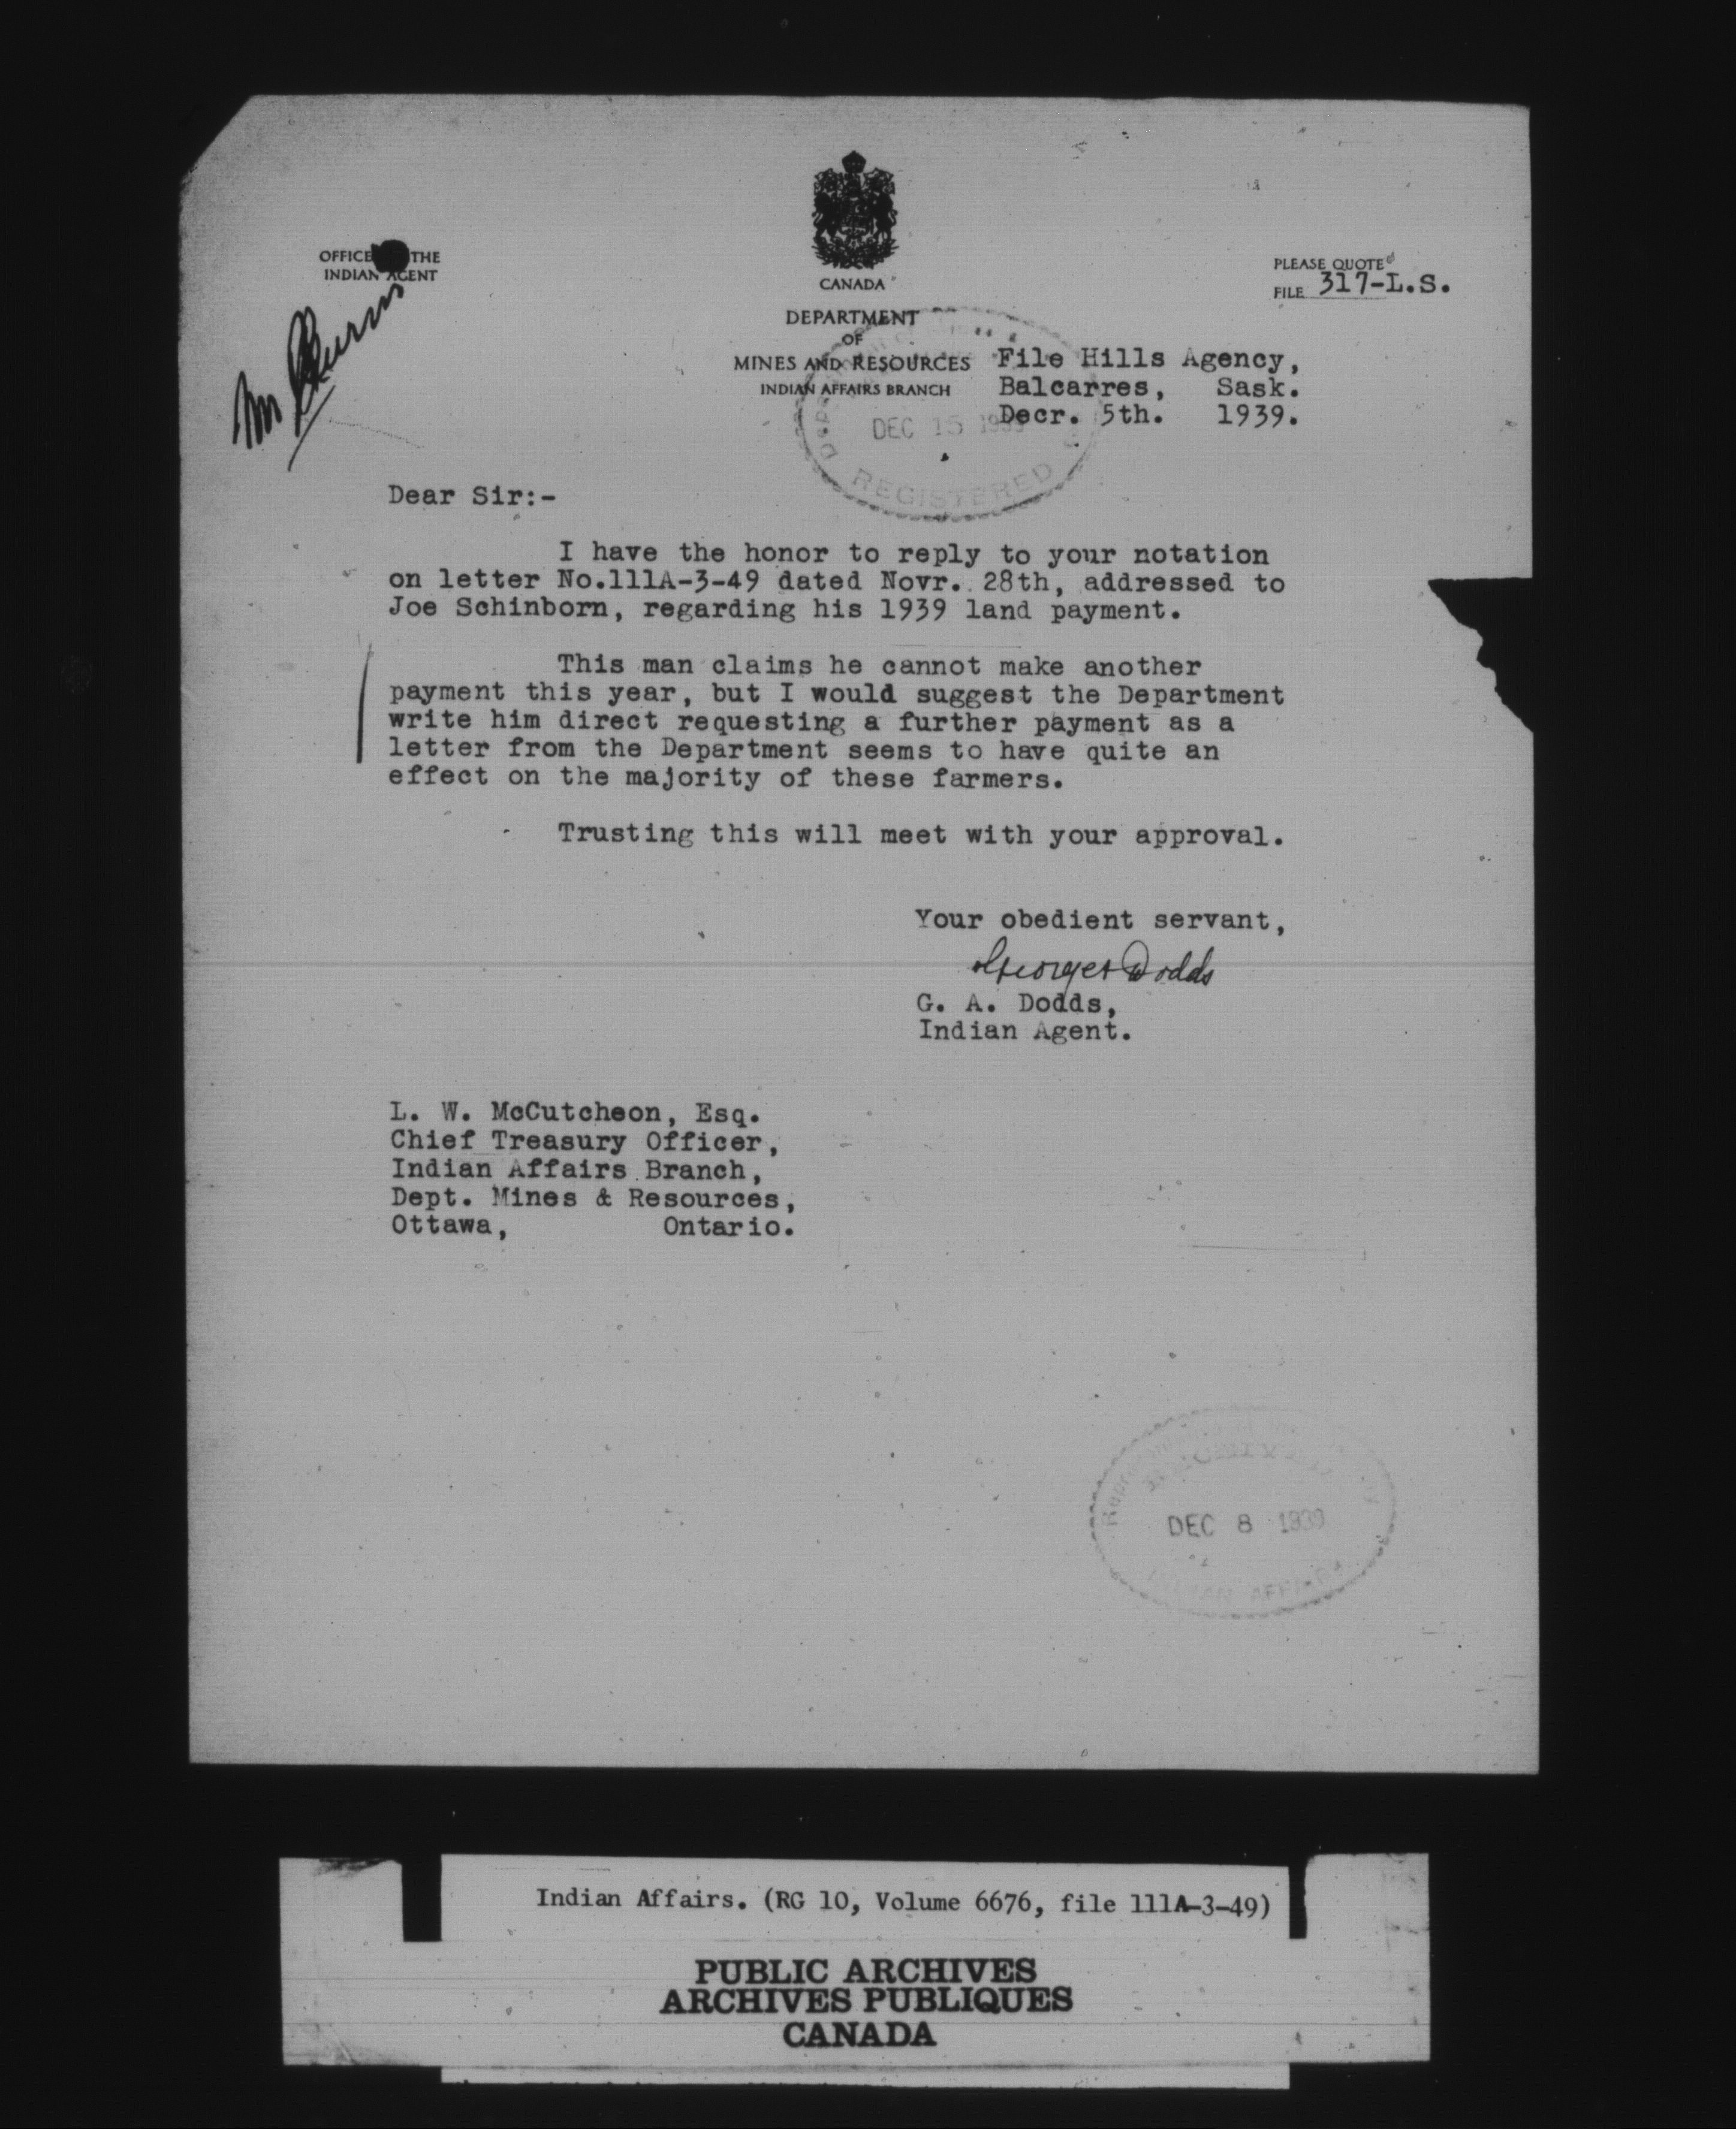 OFFICE THE
INDIAN AGENT
CANADA
PLEASE QUOTE
FILE 317-L.S.
DEPARTMENT
OF
MINES AND RESOURCES
INDIAN AFFAIRS BRANCH
File Hills Agency,
Balcarres, Sask.
Decr. 5th. 1939.
DEC 15 1939
REGISTERED
Dear Sir:-
I have the honor to reply to your notation
on letter No.111A-3-49 dated Novr. 28th, addressed to
Joe Schinborn, regarding his 1939 land payment.
This man claims he cannot make another
payment this year, but I would suggest the Department
write him direct requesting a further payment as a
letter from the Department seems to have quite an
effect on the majority of these farmers.
Trusting this will meet with your approval.
Your obedient servant,
G. A. Dodds,
Indian Agent.
L. W. McCutcheon, Esq.
Chief Treasury Officer,
Indian Affairs Branch,
Dept. Mines & Resources,
Ottawa, Ontario.
DEC 8 1939
Indian Affairs. (RG 10, Volume 6676, file 111A-3-49)
PUBLIC ARCHIVES
ARCHIVES PUBLIQUES
CANADA